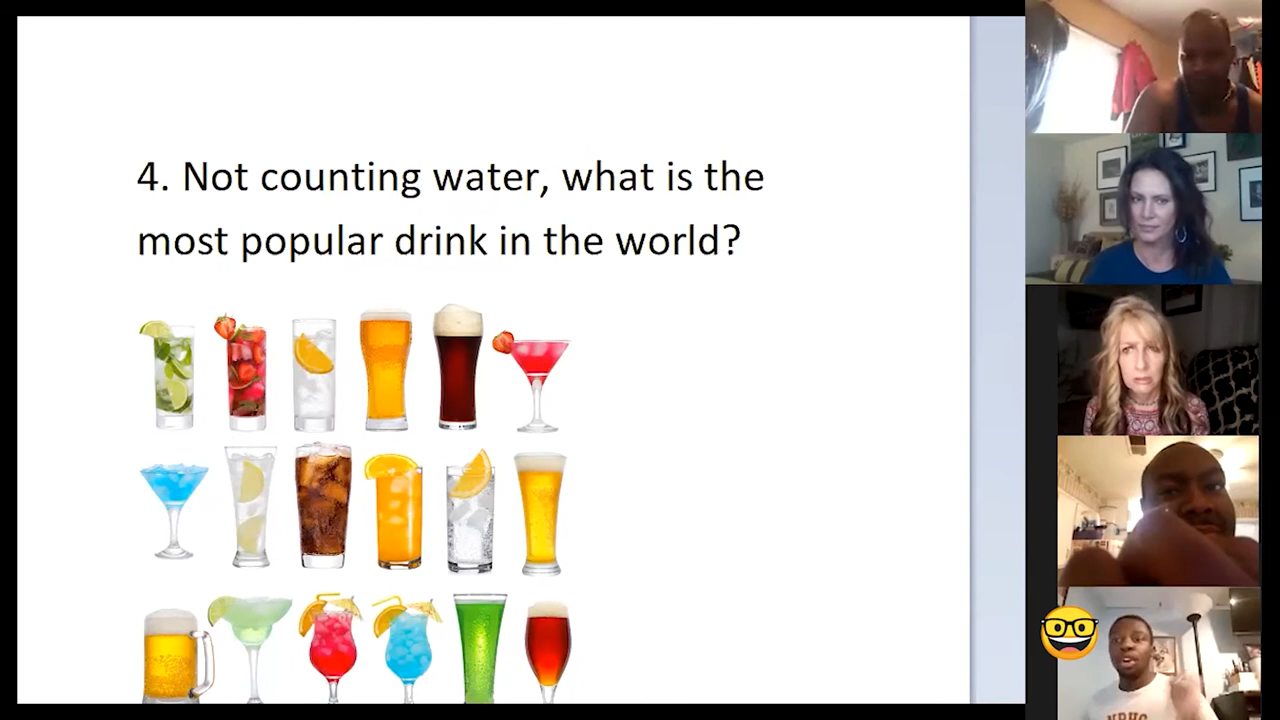 4. Not counting water, what is the
most popular drink in the world?